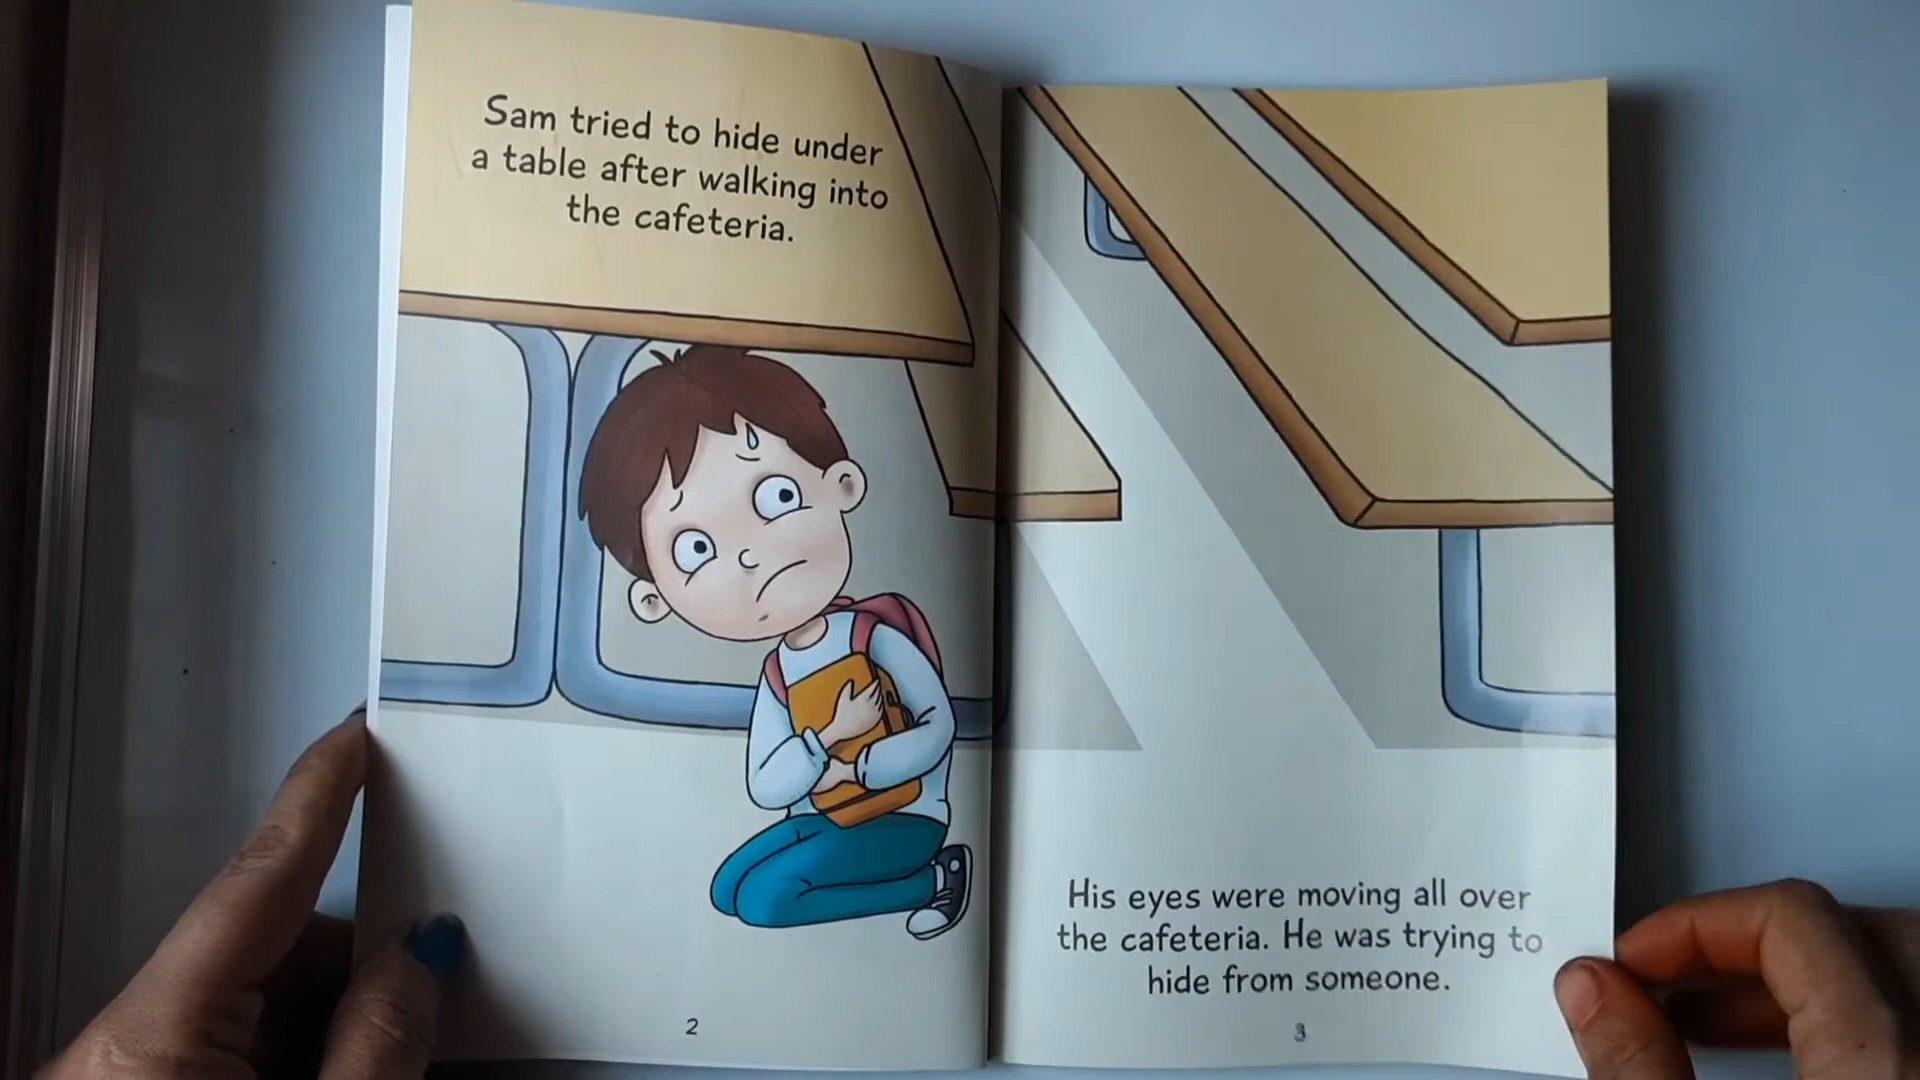 Sam tried to hide under
a table after walking into
the cafeteria.
2
His eyes were moving all over
the cafeteria. He was trying to
hide from someone.
3